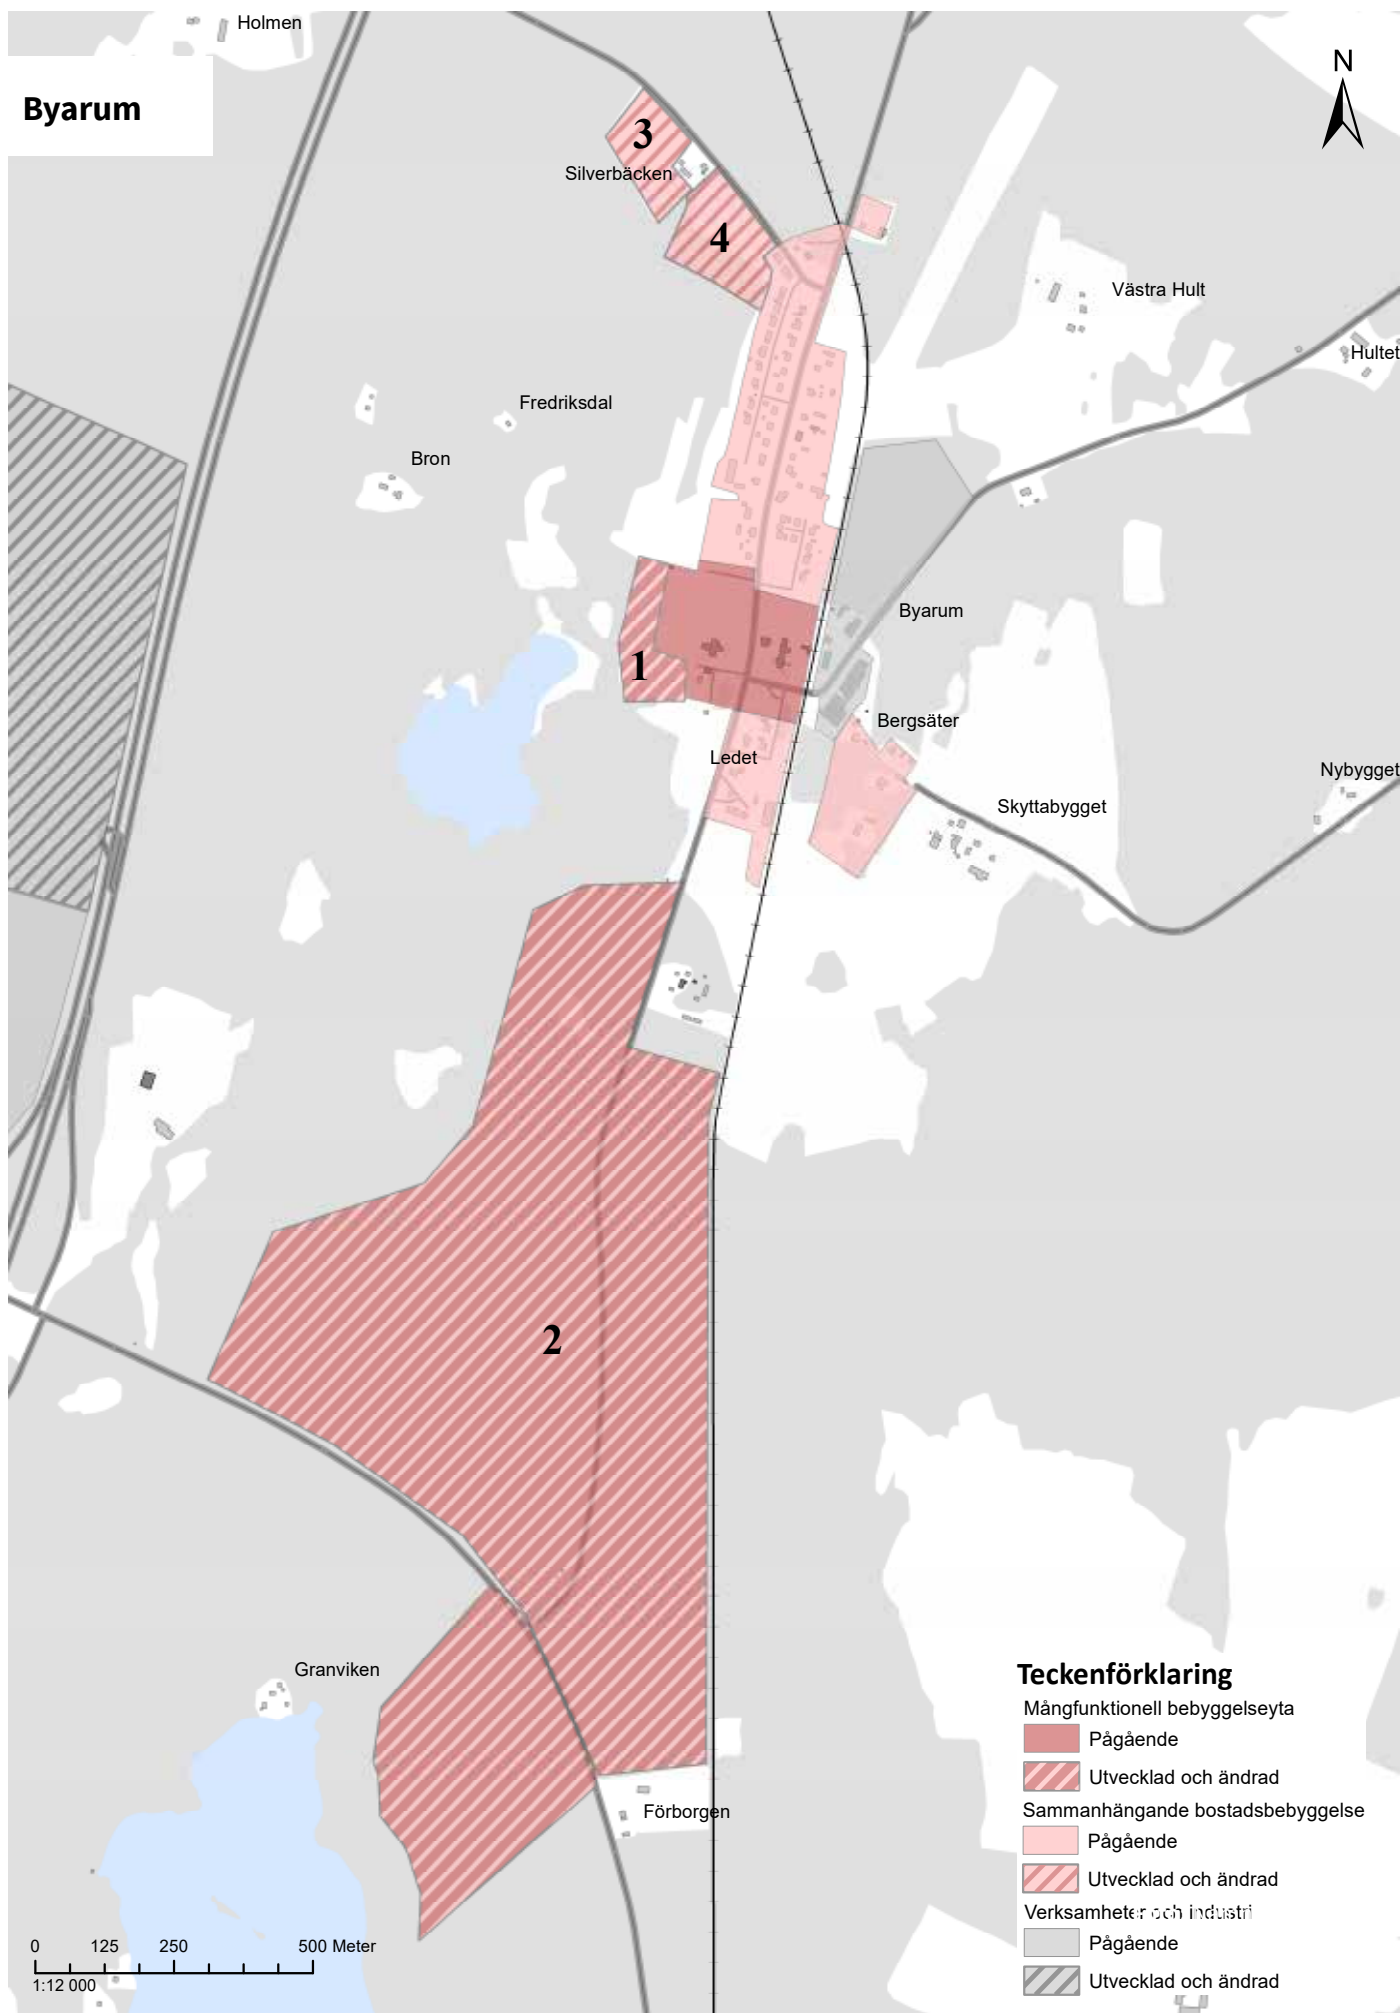 Holmen
Byarum
N
3
Silverbäcken
4
Västra Hult
Hultet
Fredriksdal
Bron
Byarum
1
Bergsäter
Ledet
Nybygget
Skyttabygget
2
Granviken
Förborgen
Teckenförklaring
Mångfunktionell bebyggelseyta
Pågående
Utvecklad och ändrad
Sammanhängande bostadsbebyggelse
Pågående
Utvecklad och ändrad
Verksamheter och industri
Pågående
Utvecklad och ändrad
0 125 250 500 Meter
1:12 000